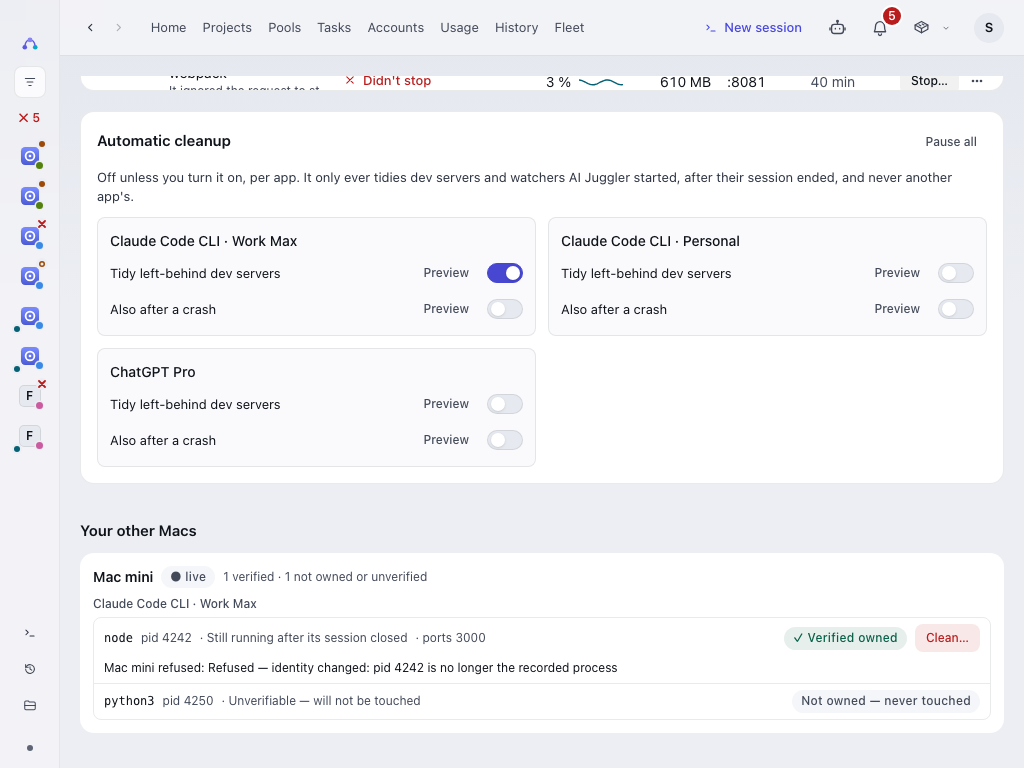 Home Projects Pools Tasks Accounts Usage History Fleet New session 5 S
5
webpack
Didn't stop 3 % 610 MB :8081 40 min Stop...
It ignored the request to st
Automatic cleanup Pause all
Off unless you turn it on, per app. It only ever tidies dev servers and watchers AI Juggler started, after their session ended, and never another
app's.
Claude Code CLI · Work Max
Tidy left-behind dev servers Preview
Also after a crash Preview
Claude Code CLI · Personal
Tidy left-behind dev servers Preview
Also after a crash Preview
ChatGPT Pro
Tidy left-behind dev servers Preview
Also after a crash Preview
F
F
Your other Macs
Mac mini live 1 verified · 1 not owned or unverified
Claude Code CLI · Work Max
node pid 4242 · Still running after its session closed · ports 3000 ✓ Verified owned Clean...
Mac mini refused: Refused — identity changed: pid 4242 is no longer the recorded process
python3 pid 4250 · Unverifiable — will not be touched Not owned — never touched